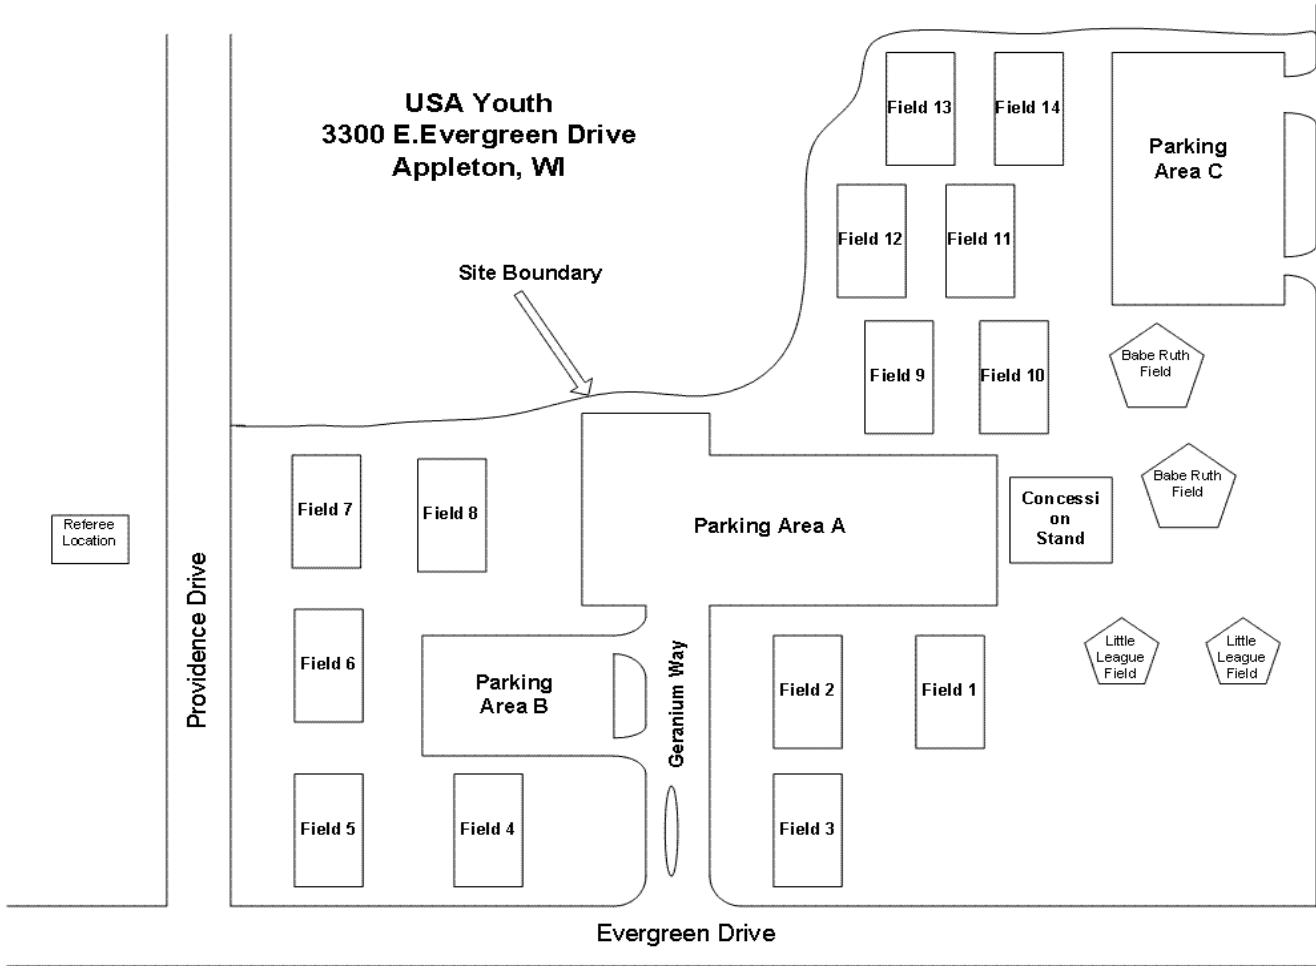 USA Youth
3300 E.Evergreen Drive
Appleton, WI
Field 13
Field 14
Parking
Area C
Field 12
Field 11
Site Boundary
Babe Ruth
Field
Field 9
Field 10
Babe Ruth
Field
Concessi
on
Stand
Field 7
Field 8
Parking Area A
Referee
Location
Providence Drive
Field 6
Parking
Area B
Geranium Way
Field 2
Field 1
Little
League
Field
Little
League
Field
Field 5
Field 4
Field 3
Evergreen Drive